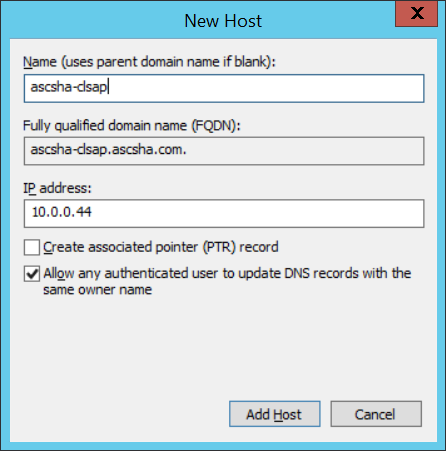 New Host
x
Name (uses parent domain name if blank):
ascsha-clsap
Fully qualified domain name (FQDN):
ascsha-clsap.ascsha.com.
IP address:
10.0.0.44
Create associated pointer (PTR) record
Allow any authenticated user to update DNS records with the
same owner name
Add Host
Cancel